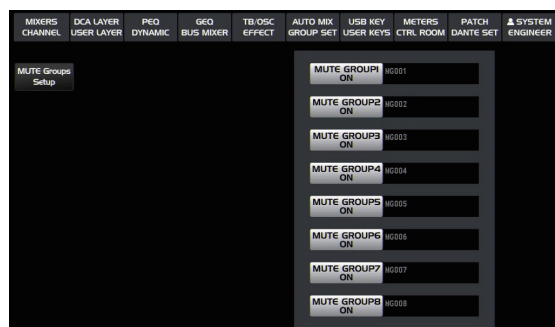 MIXERS DCA LAYER PEQ GEQ TB/OSC AUTO MIX USB KEY METERS PATCH SYSTEM
CHANNEL USER LAYER DYNAMIC BUS MIXER EFFECT GROUP SET USER KEYS CTRL ROOM DANTE SET ENGINEER
MUTE Groups
Setup
MUTE GROUP1
ON
MG001
MUTE GROUP2
ON
MG002
MUTE GROUP3
ON
MG003
MUTE GROUP4
ON
MG004
MUTE GROUP5
ON
MG005
MUTE GROUP6
ON
MG006
MUTE GROUP7
ON
MG007
MUTE GROUP8
ON
MG008